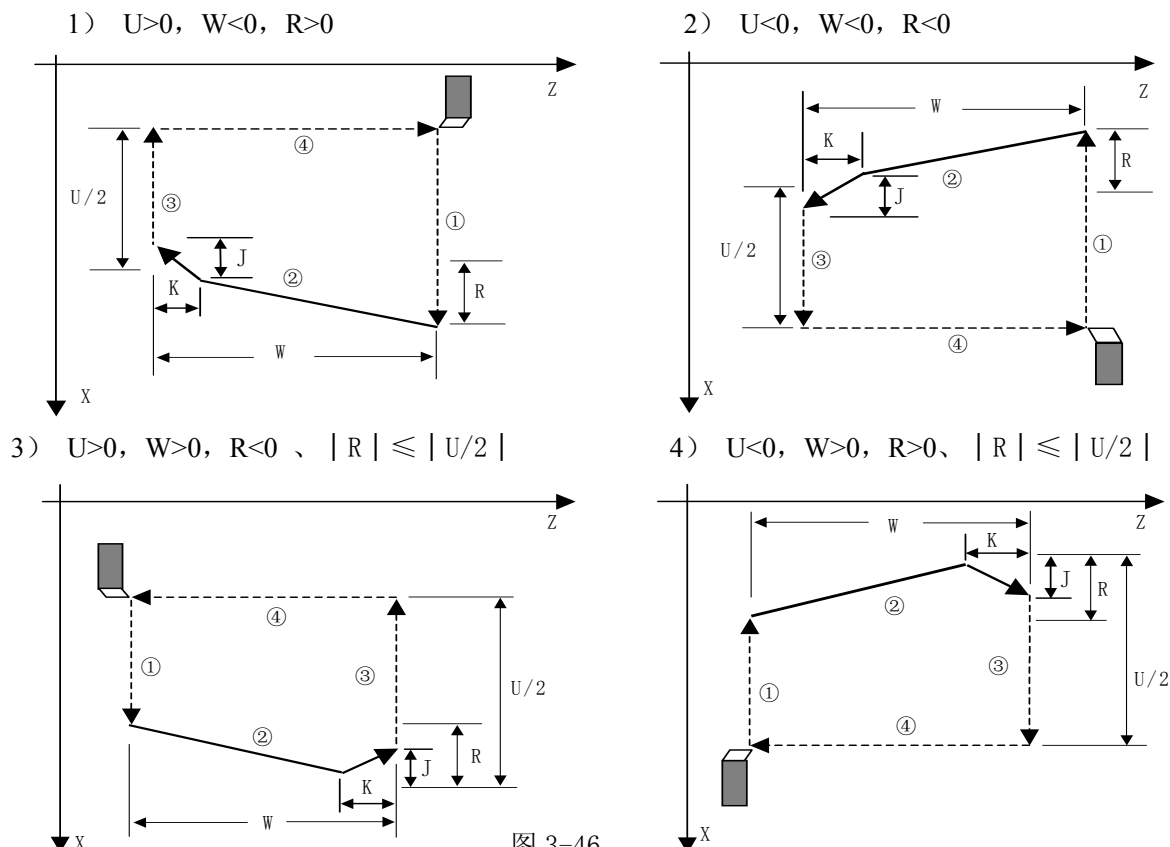 1） U>0，W<0，R>0
2） U<0，W<0，R<0
Z
④
U/2
③
①
J
②
K
R
W
X
Z
W
K
R
②
J
U/2
①
③
④
X
3） U>0，W>0，R<0 、｜R｜≤｜U/2｜
4） U<0，W>0，R>0、｜R｜≤｜U/2｜
Z
④
①
③
U/2
②
R
J
K
W
X
图 3-46
Z
W
K
J
R
②
③
U/2
①
④
X